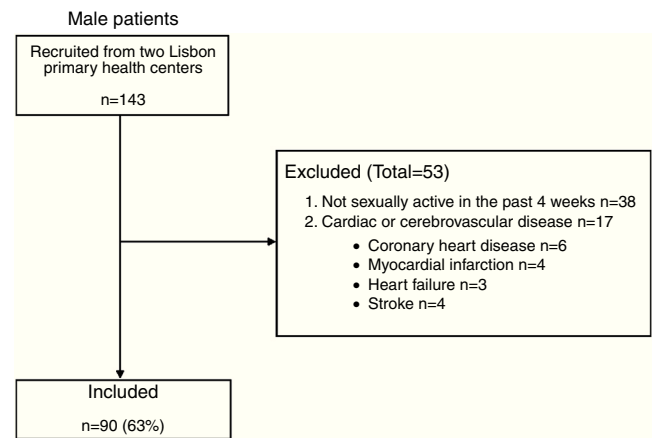 Male patients
Recruited from two Lisbon
primary health centers
n=143
Excluded (Total=53)
1. Not sexually active in the past 4 weeks n=38
2. Cardiac or cerebrovascular disease n=17
• Coronary heart disease n=6
• Myocardial infarction n=4
• Heart failure n=3
• Stroke n=4
Included
n=90 (63%)